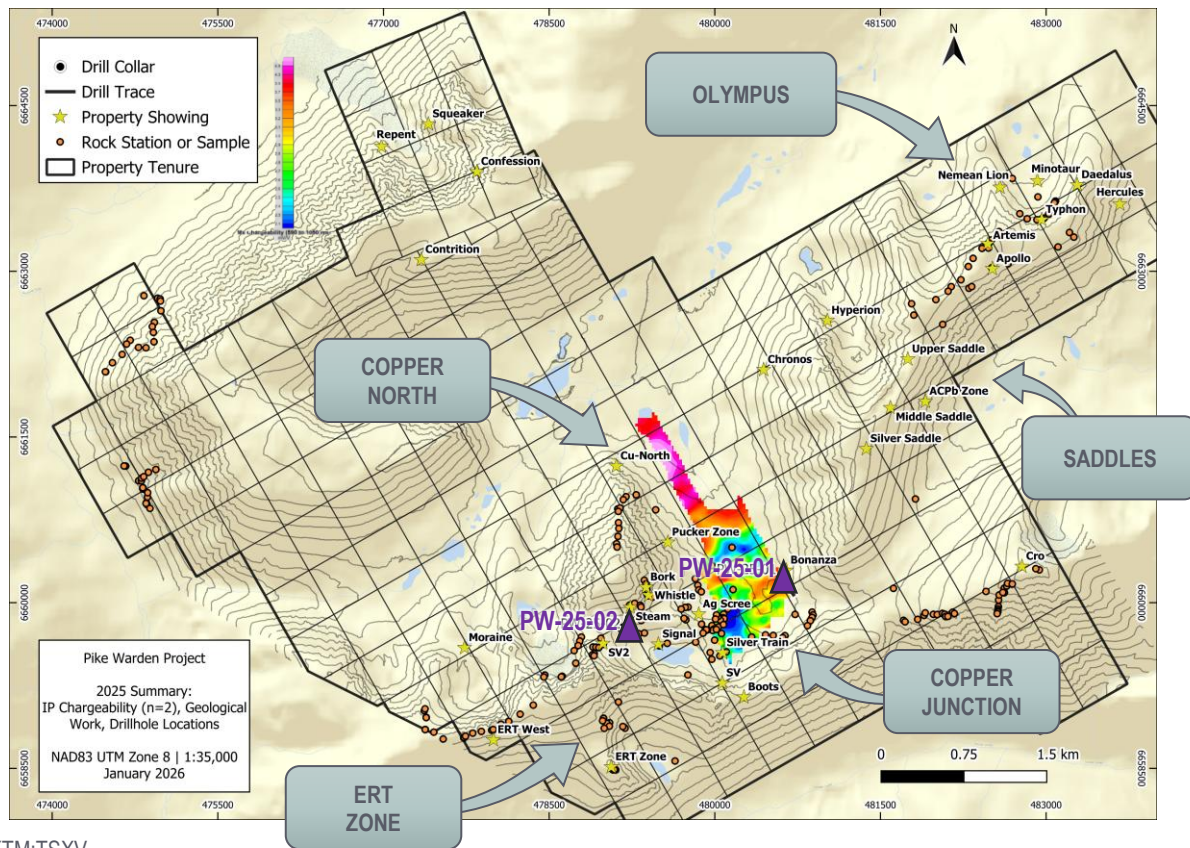 474000 475500 477000 478500 480000 481500 483000
6664500
6664500
6663000
6663000
6661500
6661500
6660000
6660000
6658500
6658500
Drill Collar
Drill Trace
Property Showing
Rock Station or Sample
Property Tenure
N
OLYMPUS
Squeaker
Repent
Confession
Contrition
Nemean Lion
Minotaur
Daedalus
Hercules
Typhon
Artemis
Apollo
Hyperion
Chronos
Upper Saddle
ACPb Zone
Middle Saddle
Silver Saddle
SADDLES
COPPER
NORTH
Cu-North
Pucker Zone
PW-25-01
Bonanza
Cro
Bork
Whistle
Ag Scree
PW-25-02
Steam
Signal
Silver Train
SV2
SV
Boots
Moraine
ERT West
ERT Zone
COPPER
JUNCTION
ERT
ZONE
Pike Warden Project
2025 Summary:
IP Chargeability (n=2), Geological
Work, Drillhole Locations
NAD83 UTM Zone 8 | 1:35,000
January 2026
0 0.75 1.5 km
474000 475500 477000 478500 480000 481500 483000